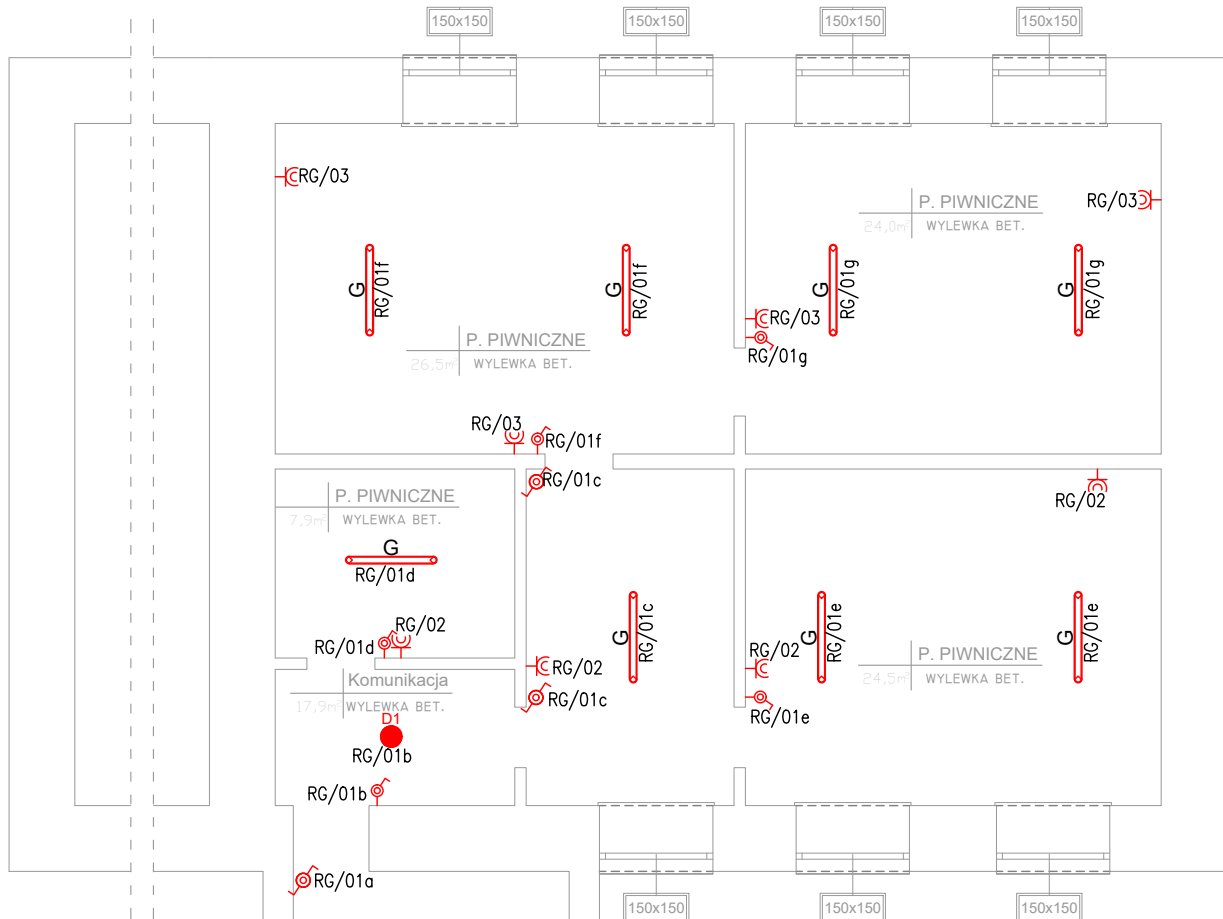 150x150
150x150
150x150
150x150
RG/03
P. PIWNICZNE
24,0m²
WYLEWKA BET.
RG/03
G
RG/01f
G
RG/01f
G
RG/01g
G
RG/01g
RG/03
RG/01g
P. PIWNICZNE
26,5m²
WYLEWKA BET.
RG/03
RG/01f
RG/01c
P. PIWNICZNE
7,9m²
WYLEWKA BET.
RG/02
G
RG/01d
G
RG/01c
G
RG/01e
G
RG/01e
RG/02
RG/01d
RG/02
RG/02
P. PIWNICZNE
24,5m²
WYLEWKA BET.
Komunikacja
17,9m²
WYLEWKA BET.
RG/01c
RG/01e
D1
RG/01b
RG/01b
RG/01a
150x150
150x150
150x150